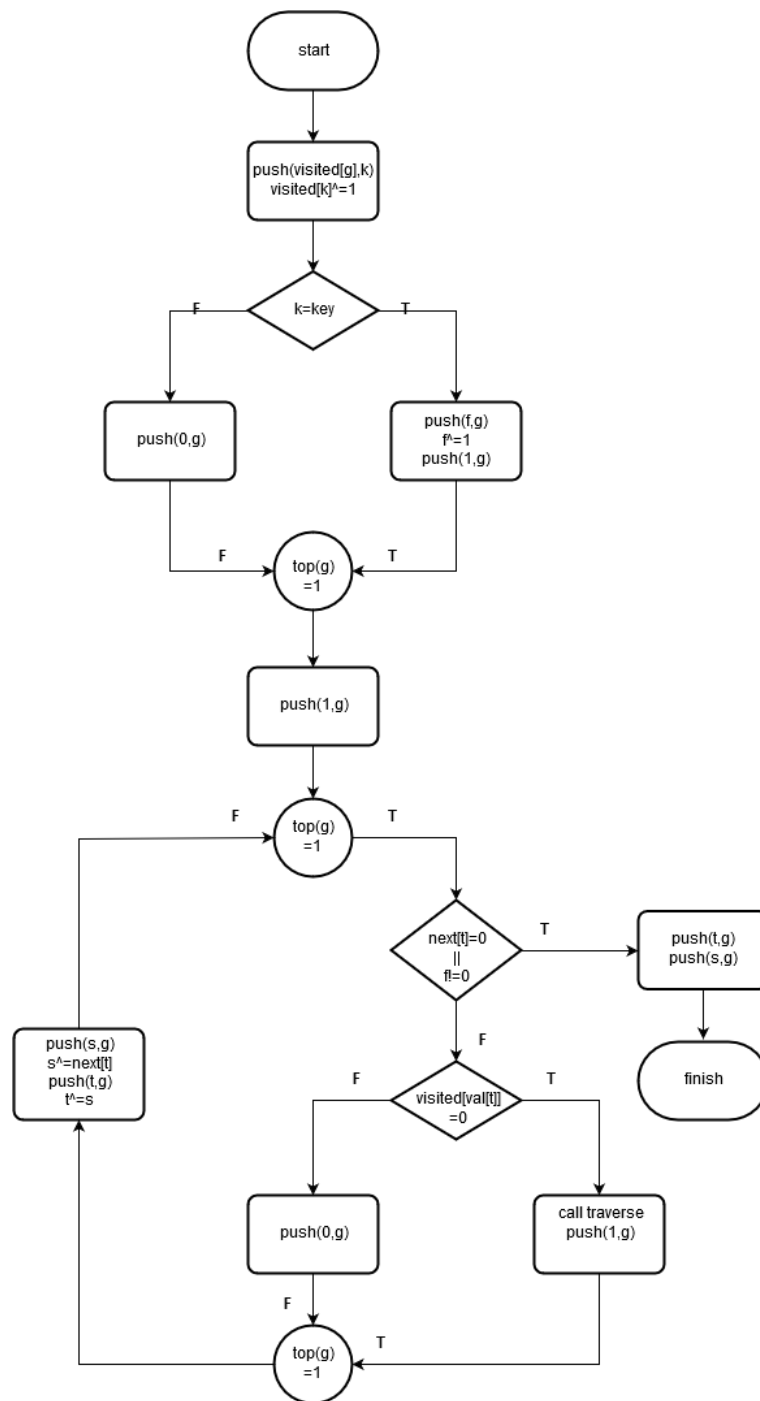 start
push(visited[g],k)
visited[k]^=1
F
k=key
T
push(0,g)
push(f,g)
f^=1
push(1,g)
F
top(g)
=1
T
push(1,g)
F
top(g)
=1
T
next[t]=0
||
f!=0
T
push(t,g)
push(s,g)
F
finish
push(s,g)
s^=next[t]
push(t,g)
t^=s
F
visited[val[t]]
=0
T
push(0,g)
call traverse
push(1,g)
F
top(g)
=1
T